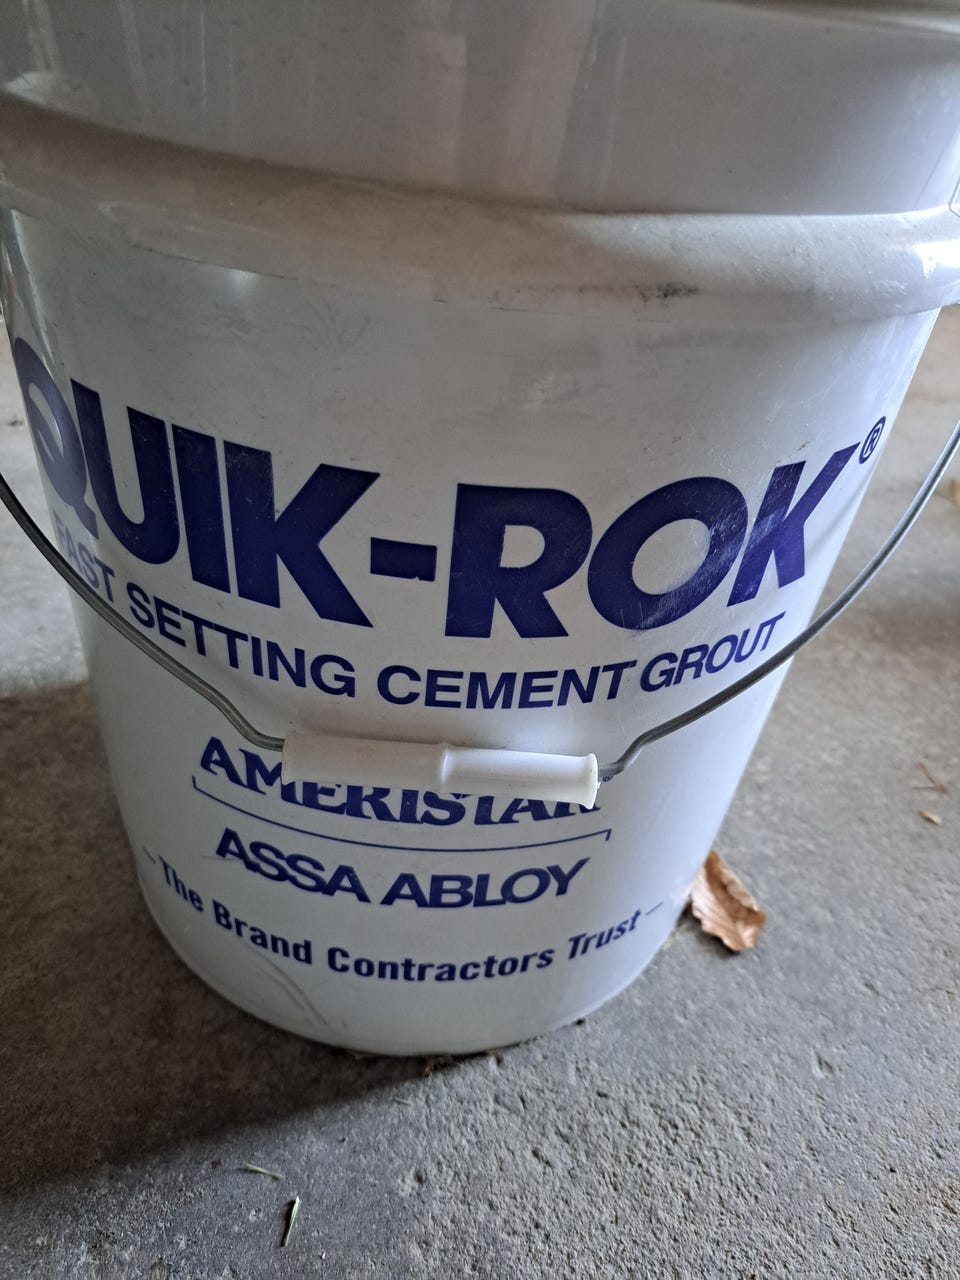 QUIK-ROK®
FAST SETTING CEMENT GROUT
AMERISTAR®
ASSA ABLOY
– The Brand Contractors Trust –